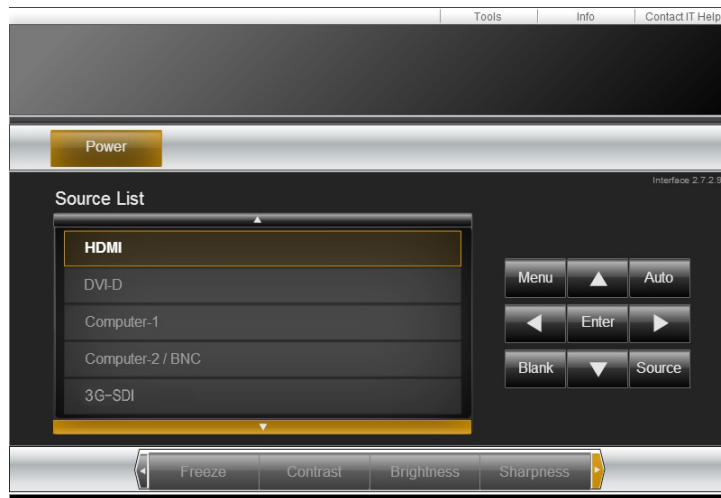 Tools Info Contact IT Help
Power
Interface 2.7.2.9
Source List
HDMI
DVI-D
Computer-1
Computer-2 / BNC
3G-SDI
Menu Auto
Enter
Blank Source
Freeze Contrast Brightness Sharpness